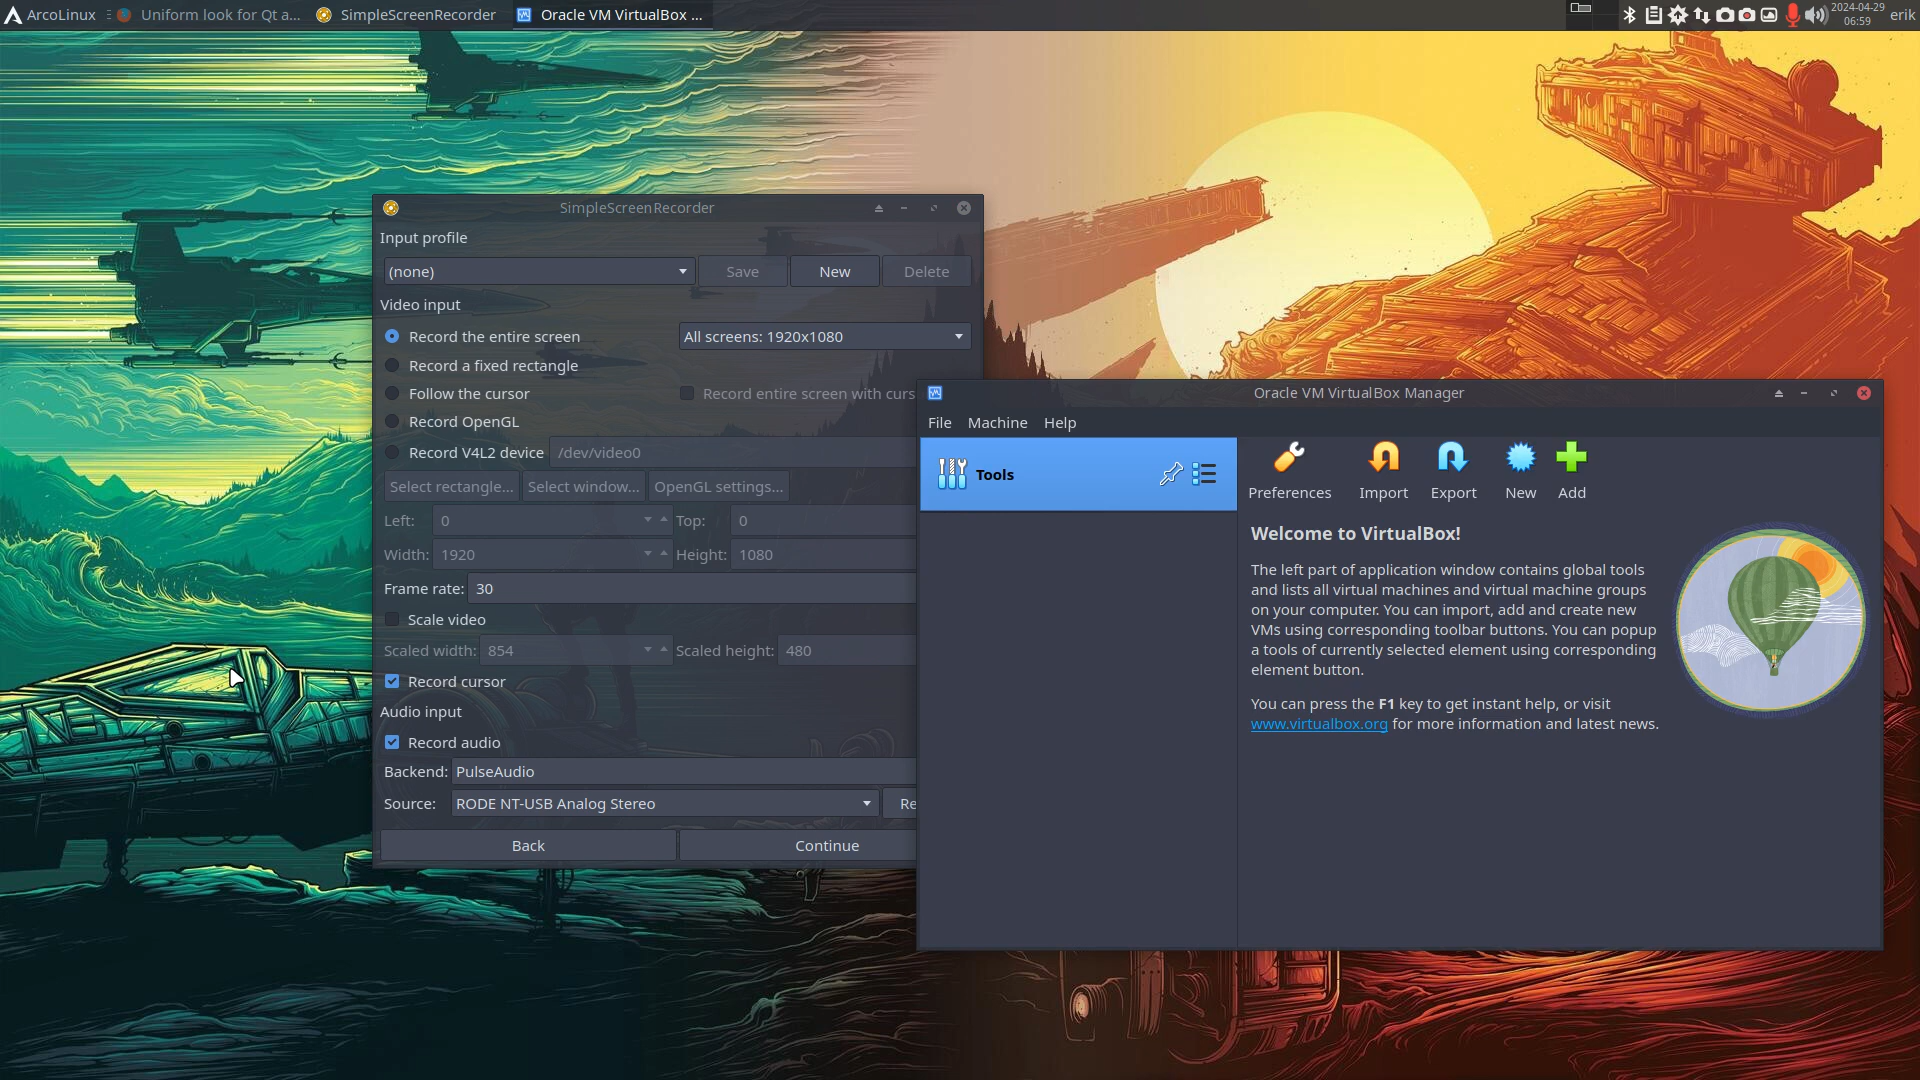 ArcoLinux
Uniform look for Qt a...
SimpleScreenRecorder
Oracle VM VirtualBox ...
2024-04-29
06:59
erik
SimpleScreenRecorder
Input profile
(none)
Save
New
Delete
Video input
Record the entire screen
All screens: 1920x1080
Record a fixed rectangle
Follow the cursor
Record entire screen with curs
Record OpenGL
Record V4L2 device
/dev/video0
Select rectangle...
Select window...
OpenGL settings...
Left:
0
Top:
0
Width:
1920
Height:
1080
Frame rate:
30
Scale video
Scaled width:
854
Scaled height:
480
Record cursor
Audio input
Record audio
Backend:
PulseAudio
Source:
RODE NT-USB Analog Stereo
Re
Back
Continue
Oracle VM VirtualBox Manager
File
Machine
Help
Tools
Preferences
Import
Export
New
Add
Welcome to VirtualBox!
The left part of application window contains global tools
and lists all virtual machines and virtual machine groups
on your computer. You can import, add and create new
VMs using corresponding toolbar buttons. You can popup
a tools of currently selected element using corresponding
element button.
You can press the F1 key to get instant help, or visit
www.virtualbox.org for more information and latest news.